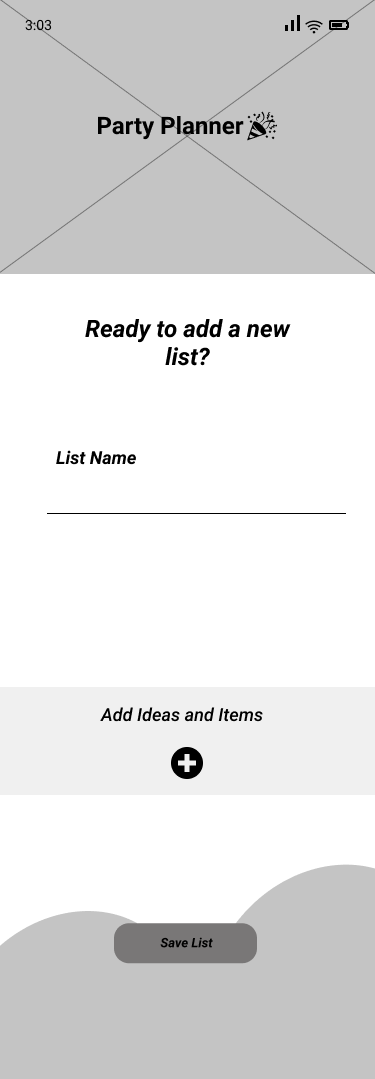 3:03
Party Planner
Ready to add a new
list?
List Name
Add Ideas and Items
Save List